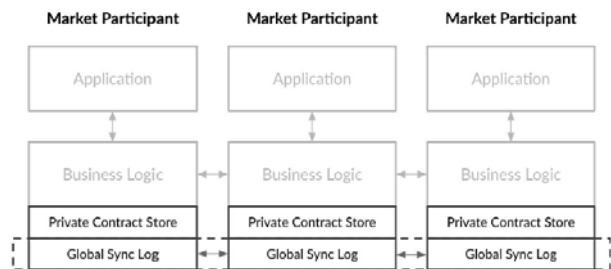 Market Participant Market Participant Market Participant
Application Application Application
Business Logic Business Logic Business Logic
Private Contract Store Private Contract Store Private Contract Store
Global Sync Log Global Sync Log Global Sync Log